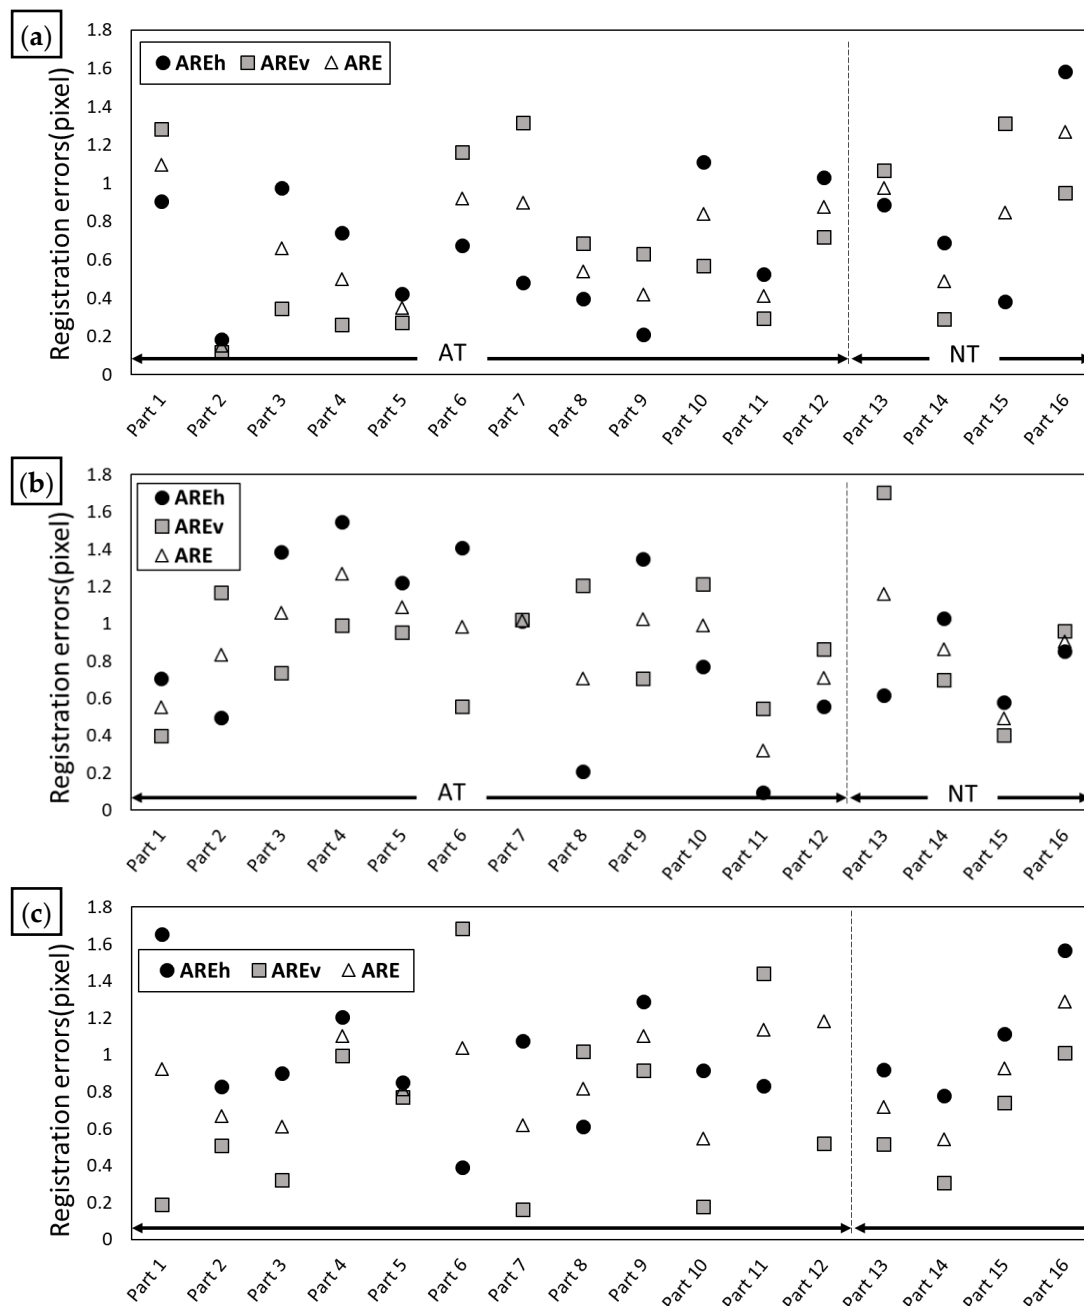 (a)
1.8
1.6
1.4
1.2
1
0.8
0.6
0.4
0.2
0
Registration errors(pixel)
AREh AREv ARE
AT NT
Part 1 Part 2 Part 3 Part 4 Part 5 Part 6 Part 7 Part 8 Part 9 Part 10 Part 11 Part 12 Part 13 Part 14 Part 15 Part 16
(b)
1.8
1.6
1.4
1.2
1
0.8
0.6
0.4
0.2
0
Registration errors(pixel)
AREh
AREv
ARE
AT NT
Part 1 Part 2 Part 3 Part 4 Part 5 Part 6 Part 7 Part 8 Part 9 Part 10 Part 11 Part 12 Part 13 Part 14 Part 15 Part 16
(c)
1.8
1.6
1.4
1.2
1
0.8
0.6
0.4
0.2
0
Registration errors(pixel)
AREh AREv ARE
Part 1 Part 2 Part 3 Part 4 Part 5 Part 6 Part 7 Part 8 Part 9 Part 10 Part 11 Part 12 Part 13 Part 14 Part 15 Part 16